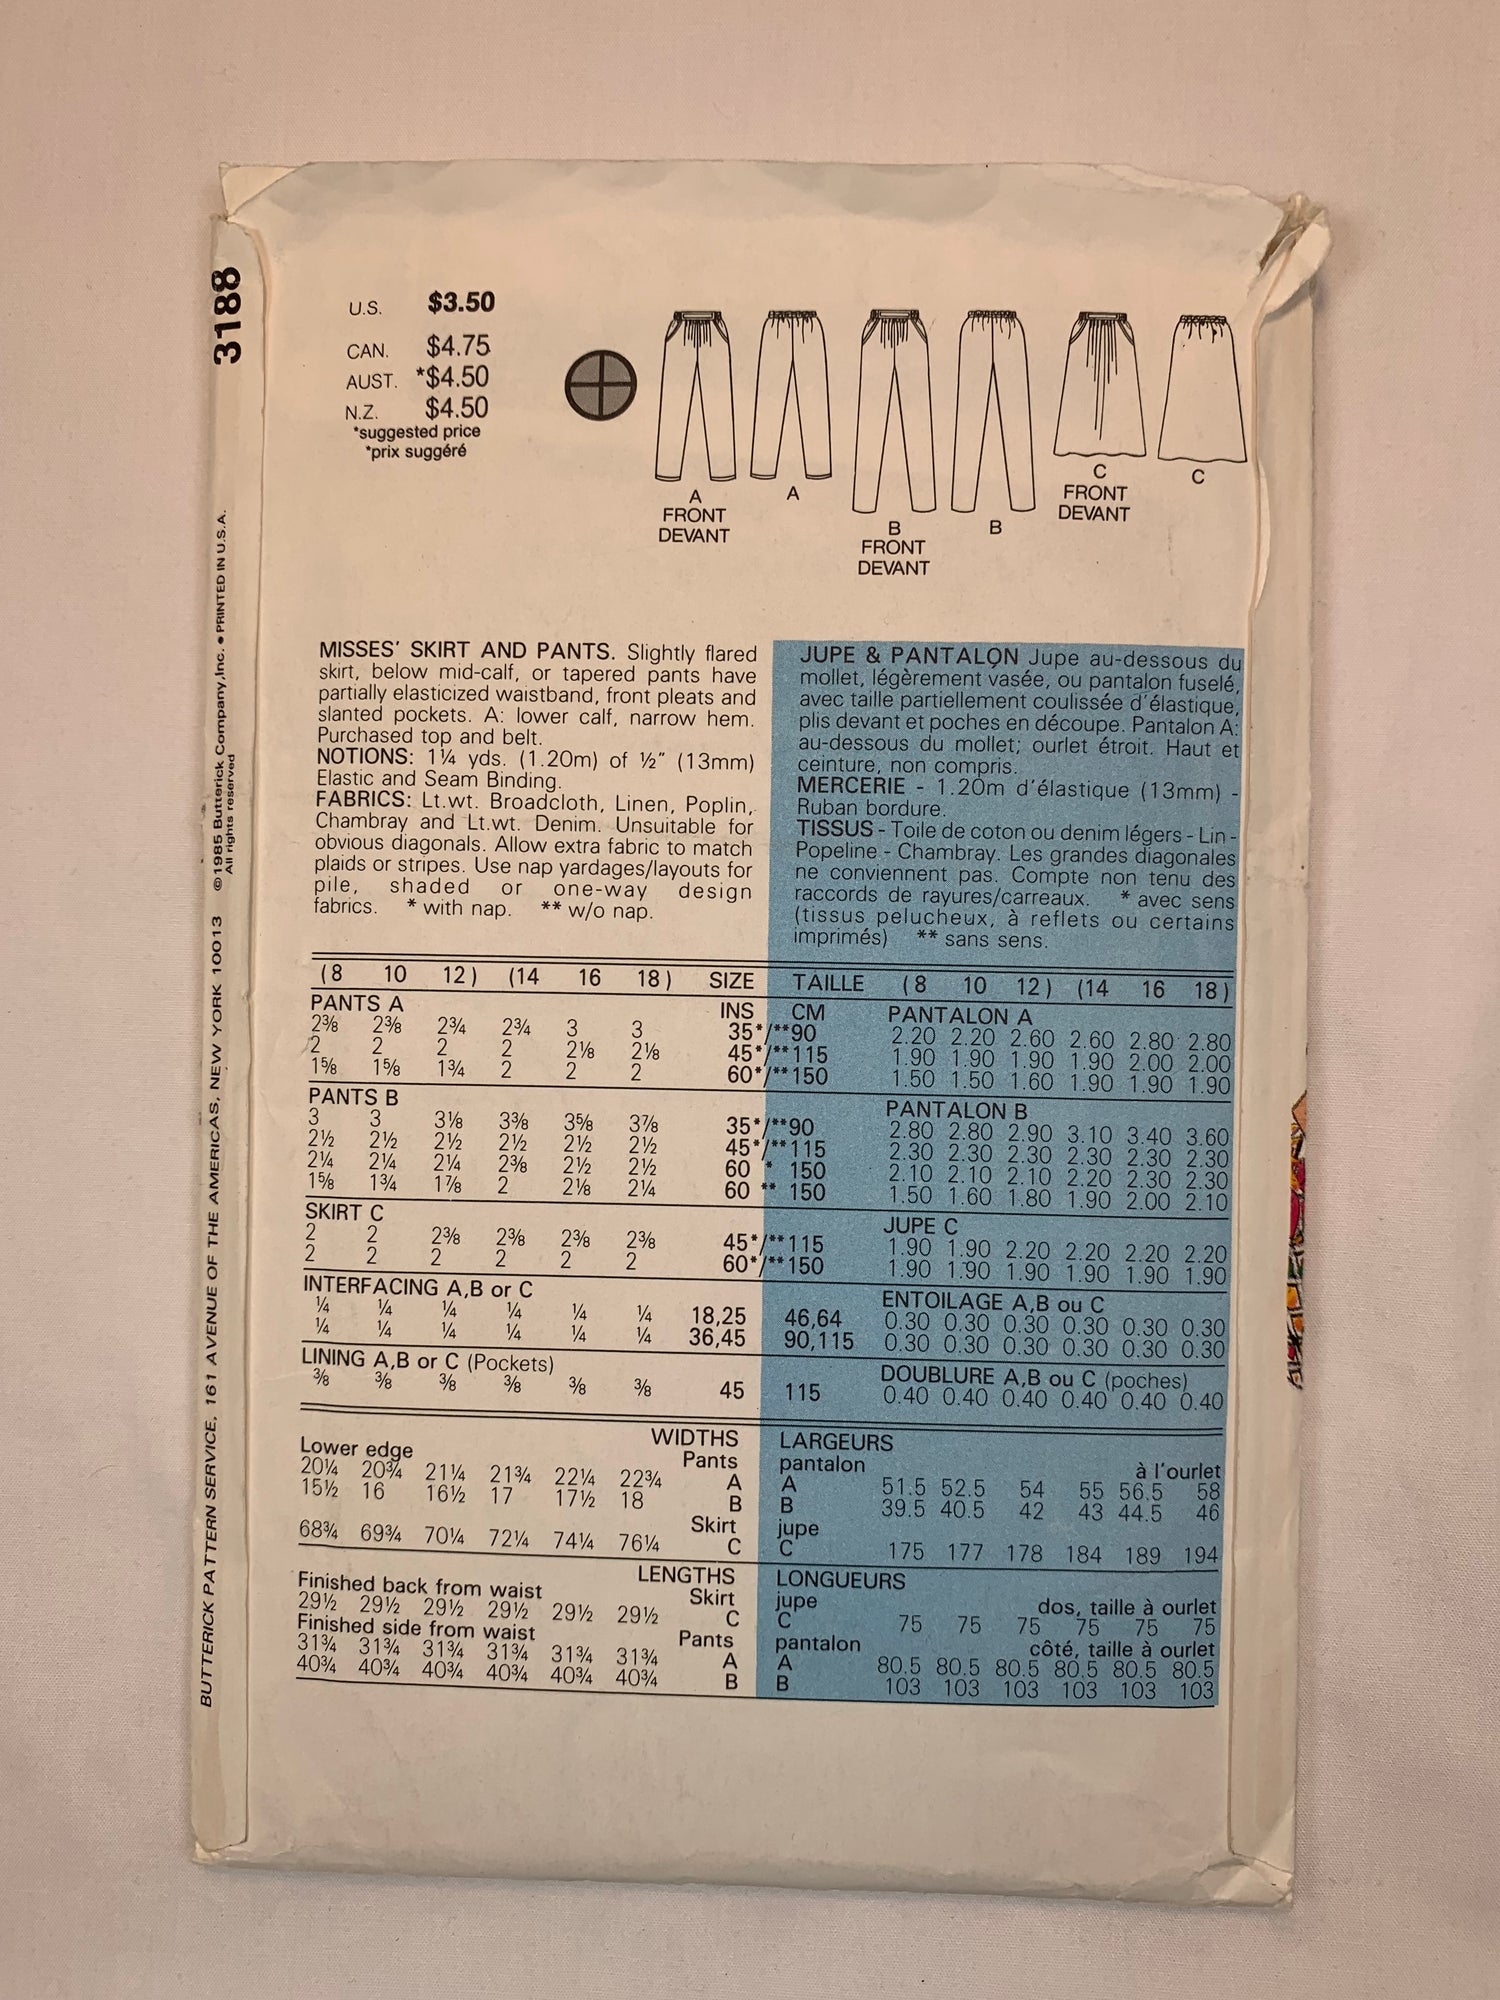 3188
©1985 Butterick Company,Inc. ● PRINTED IN U.S.A.
All rights reserved
BUTTERICK PATTERN SERVICE, 161 AVENUE OF THE AMERICAS, NEW YORK 10013
U.S. $3.50
CAN. $4.75
AUST. *$4.50
N.Z. $4.50
*suggested price
*prix suggéré
A
FRONT
DEVANT
A
B
FRONT
DEVANT
B
C
FRONT
DEVANT
C
MISSES' SKIRT AND PANTS. Slightly flared
skirt, below mid-calf, or tapered pants have
partially elasticized waistband, front pleats and
slanted pockets. A: lower calf, narrow hem.
Purchased top and belt.
NOTIONS: 1¼ yds. (1.20m) of ½" (13mm)
Elastic and Seam Binding.
FABRICS: Lt.wt. Broadcloth, Linen, Poplin,
Chambray and Lt.wt. Denim. Unsuitable for
obvious diagonals. Allow extra fabric to match
plaids or stripes. Use nap yardages/layouts for
pile, shaded or one-way design
fabrics. * with nap. ** w/o nap.
JUPE & PANTALON Jupe au-dessous du
mollet, légèrement vasée, ou pantalon fuselé,
avec taille partiellement coulissée d'élastique,
plis devant et poches en découpe. Pantalon A:
au-dessous du mollet; ourlet étroit. Haut et
ceinture, non compris.
MERCERIE - 1.20m d'élastique (13mm) -
Ruban bordure.
TISSUS - Toile de coton ou denim légers - Lin -
Popeline - Chambray. Les grandes diagonales
ne conviennent pas. Compte non tenu des
raccords de rayures/carreaux. * avec sens
(tissus pelucheux, à reflets ou certains
imprimés) ** sans sens.
(8 10 12) (14 16 18) SIZE TAILLE (8 10 12) (14 16 18)
PANTS A INS CM PANTALON A
2⅜ 2⅜ 2¾ 2¾ 3 3 35*/**90 2.20 2.20 2.60 2.60 2.80 2.80
2 2 2 2 2⅛ 2⅛ 45*/**115 1.90 1.90 1.90 1.90 2.00 2.00
1⅝ 1⅝ 1¾ 2 2 2 60*/**150 1.50 1.50 1.60 1.90 1.90 1.90
PANTS B PANTALON B
3 3 3⅛ 3⅜ 3⅝ 3⅞ 35*/**90 2.80 2.80 2.90 3.10 3.40 3.60
2½ 2½ 2½ 2½ 2½ 2½ 45*/**115 2.30 2.30 2.30 2.30 2.30 2.30
2¼ 2¼ 2¼ 2⅜ 2½ 2½ 60 * 150 2.10 2.10 2.10 2.20 2.30 2.30
1⅝ 1¾ 1⅞ 2 2⅛ 2¼ 60 ** 150 1.50 1.60 1.80 1.90 2.00 2.10
SKIRT C JUPE C
2 2 2⅜ 2⅜ 2⅜ 2⅜ 45*/**115 1.90 1.90 2.20 2.20 2.20 2.20
2 2 2 2 2 2 60*/**150 1.90 1.90 1.90 1.90 1.90 1.90
INTERFACING A,B or C ENTOILAGE A,B ou C
¼ ¼ ¼ ¼ ¼ ¼ 18,25 46,64 0.30 0.30 0.30 0.30 0.30 0.30
¼ ¼ ¼ ¼ ¼ ¼ 36,45 90,115 0.30 0.30 0.30 0.30 0.30 0.30
LINING A,B or C (Pockets) DOUBLURE A,B ou C (poches)
⅜ ⅜ ⅜ ⅜ ⅜ ⅜ 45 115 0.40 0.40 0.40 0.40 0.40 0.40
WIDTHS LARGEURS
Lower edge Pants pantalon à l'ourlet
20¼ 20¾ 21¼ 21¾ 22¼ 22¾ A A 51.5 52.5 54 55 56.5 58
15½ 16 16½ 17 17½ 18 B B 39.5 40.5 42 43 44.5 46
Skirt jupe
68¾ 69¾ 70¼ 72¼ 74¼ 76¼ C C 175 177 178 184 189 194
LENGTHS LONGUEURS
Finished back from waist Skirt jupe dos, taille à ourlet
29½ 29½ 29½ 29½ 29½ 29½ C C 75 75 75 75 75 75
Finished side from waist Pants pantalon côté, taille à ourlet
31¾ 31¾ 31¾ 31¾ 31¾ 31¾ A A 80.5 80.5 80.5 80.5 80.5 80.5
40¾ 40¾ 40¾ 40¾ 40¾ 40¾ B B 103 103 103 103 103 103